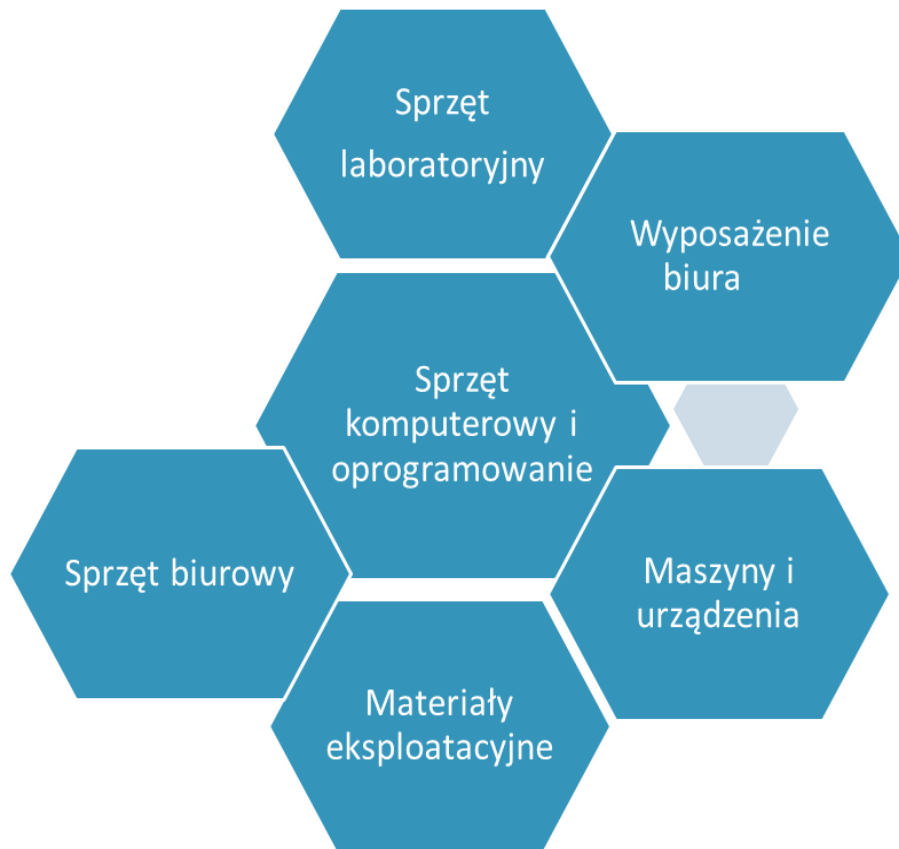 Sprzęt
laboratoryjny
Wyposażenie
biura
Sprzęt
komputerowy i
oprogramowanie
Sprzęt biurowy
Maszyny i
urządzenia
Materiały
eksploatacyjne